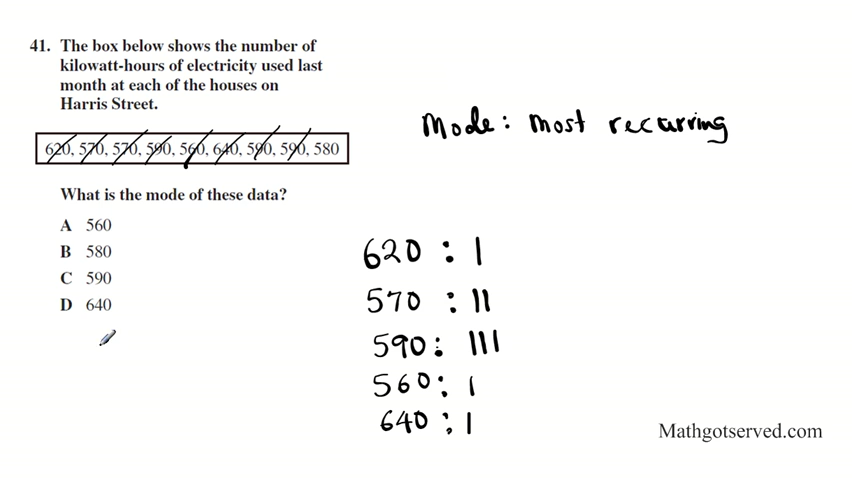 41. The box below shows the number of
kilowatt-hours of electricity used last
month at each of the houses on
Harris Street.
620, 570, 570, 590, 560, 640, 590, 590, 580
What is the mode of these data?
A 560
B 580
C 590
D 640
Mode: most recurring
620 : I
570 : II
590 : III
560 : I
640 : I
Mathgotserved.com